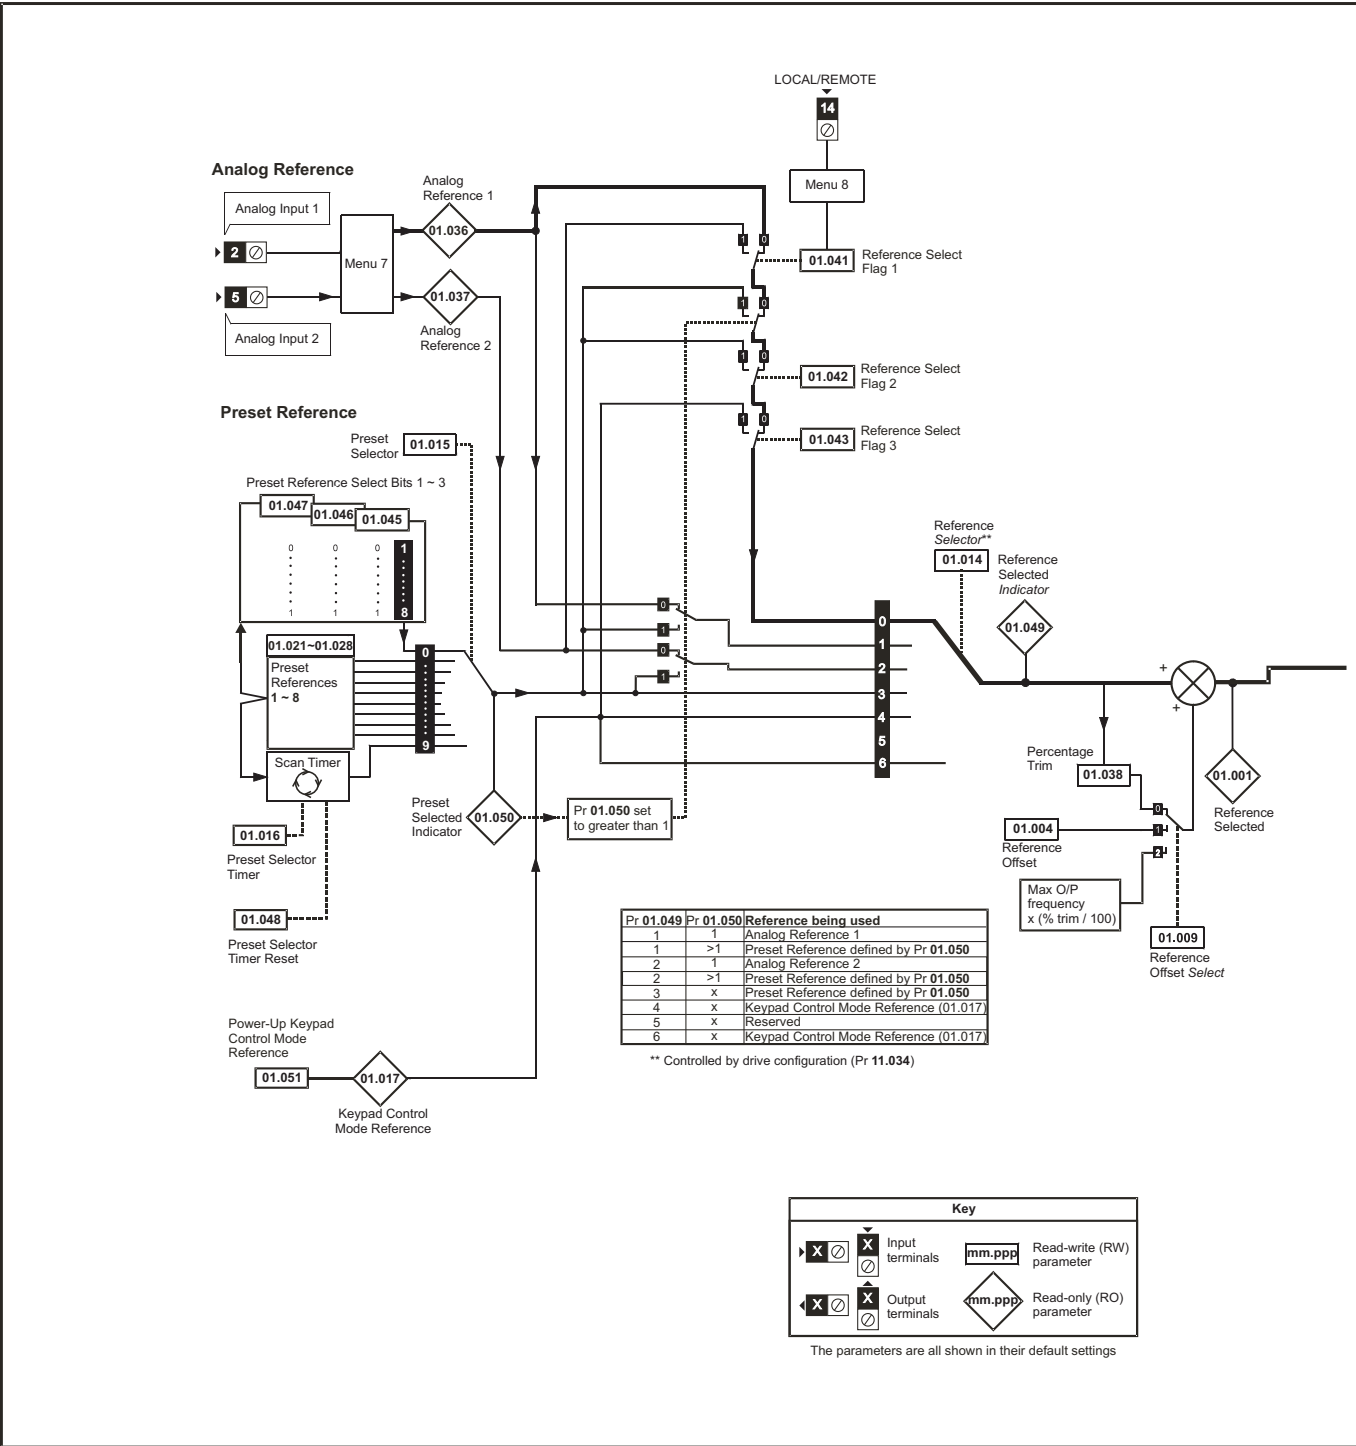 LOCAL/REMOTE
14
Menu 8
Analog Reference
Analog
Reference 1
Analog Input 1
2
01.036
Menu 7
5
01.037
Analog Input 2
Analog
Reference 2
1 0
01.041
Reference Select
Flag 1
1 0
1 0
01.042
Reference Select
Flag 2
1 0
01.043
Reference Select
Flag 3
Preset Reference
Preset
Selector
01.015
Preset Reference Select Bits 1 ~ 3
01.047
01.046
01.045
0 0 0 1
1 1 1 8
01.021~01.028
Preset
References
1 ~ 8
0
9
Scan Timer
01.016
Preset Selector
Timer
01.048
Preset Selector
Timer Reset
Preset
Selected
Indicator
01.050
Pr 01.050 set
to greater than 1
0
1
0
1
0
1
2
3
4
5
6
Reference
Selector**
01.014
Reference
Selected
Indicator
01.049
+
+
Percentage
Trim
01.038
01.001
Reference
Selected
0
1
2
01.004
Reference
Offset
Max O/P
frequency
x (% trim / 100)
01.009
Reference
Offset Select
Pr 01.049 Pr 01.050 Reference being used
1 1 Analog Reference 1
1 >1 Preset Reference defined by Pr 01.050
2 1 Analog Reference 2
2 >1 Preset Reference defined by Pr 01.050
3 x Preset Reference defined by Pr 01.050
4 x Keypad Control Mode Reference (01.017)
5 x Reserved
6 x Keypad Control Mode Reference (01.017)
** Controlled by drive configuration (Pr 11.034)
Power-Up Keypad
Control Mode
Reference
01.051
01.017
Keypad Control
Mode Reference
Key
X
X
Input
terminals
mm.ppp
Read-write (RW)
parameter
X
X
Output
terminals
mm.ppp
Read-only (RO)
parameter
The parameters are all shown in their default settings